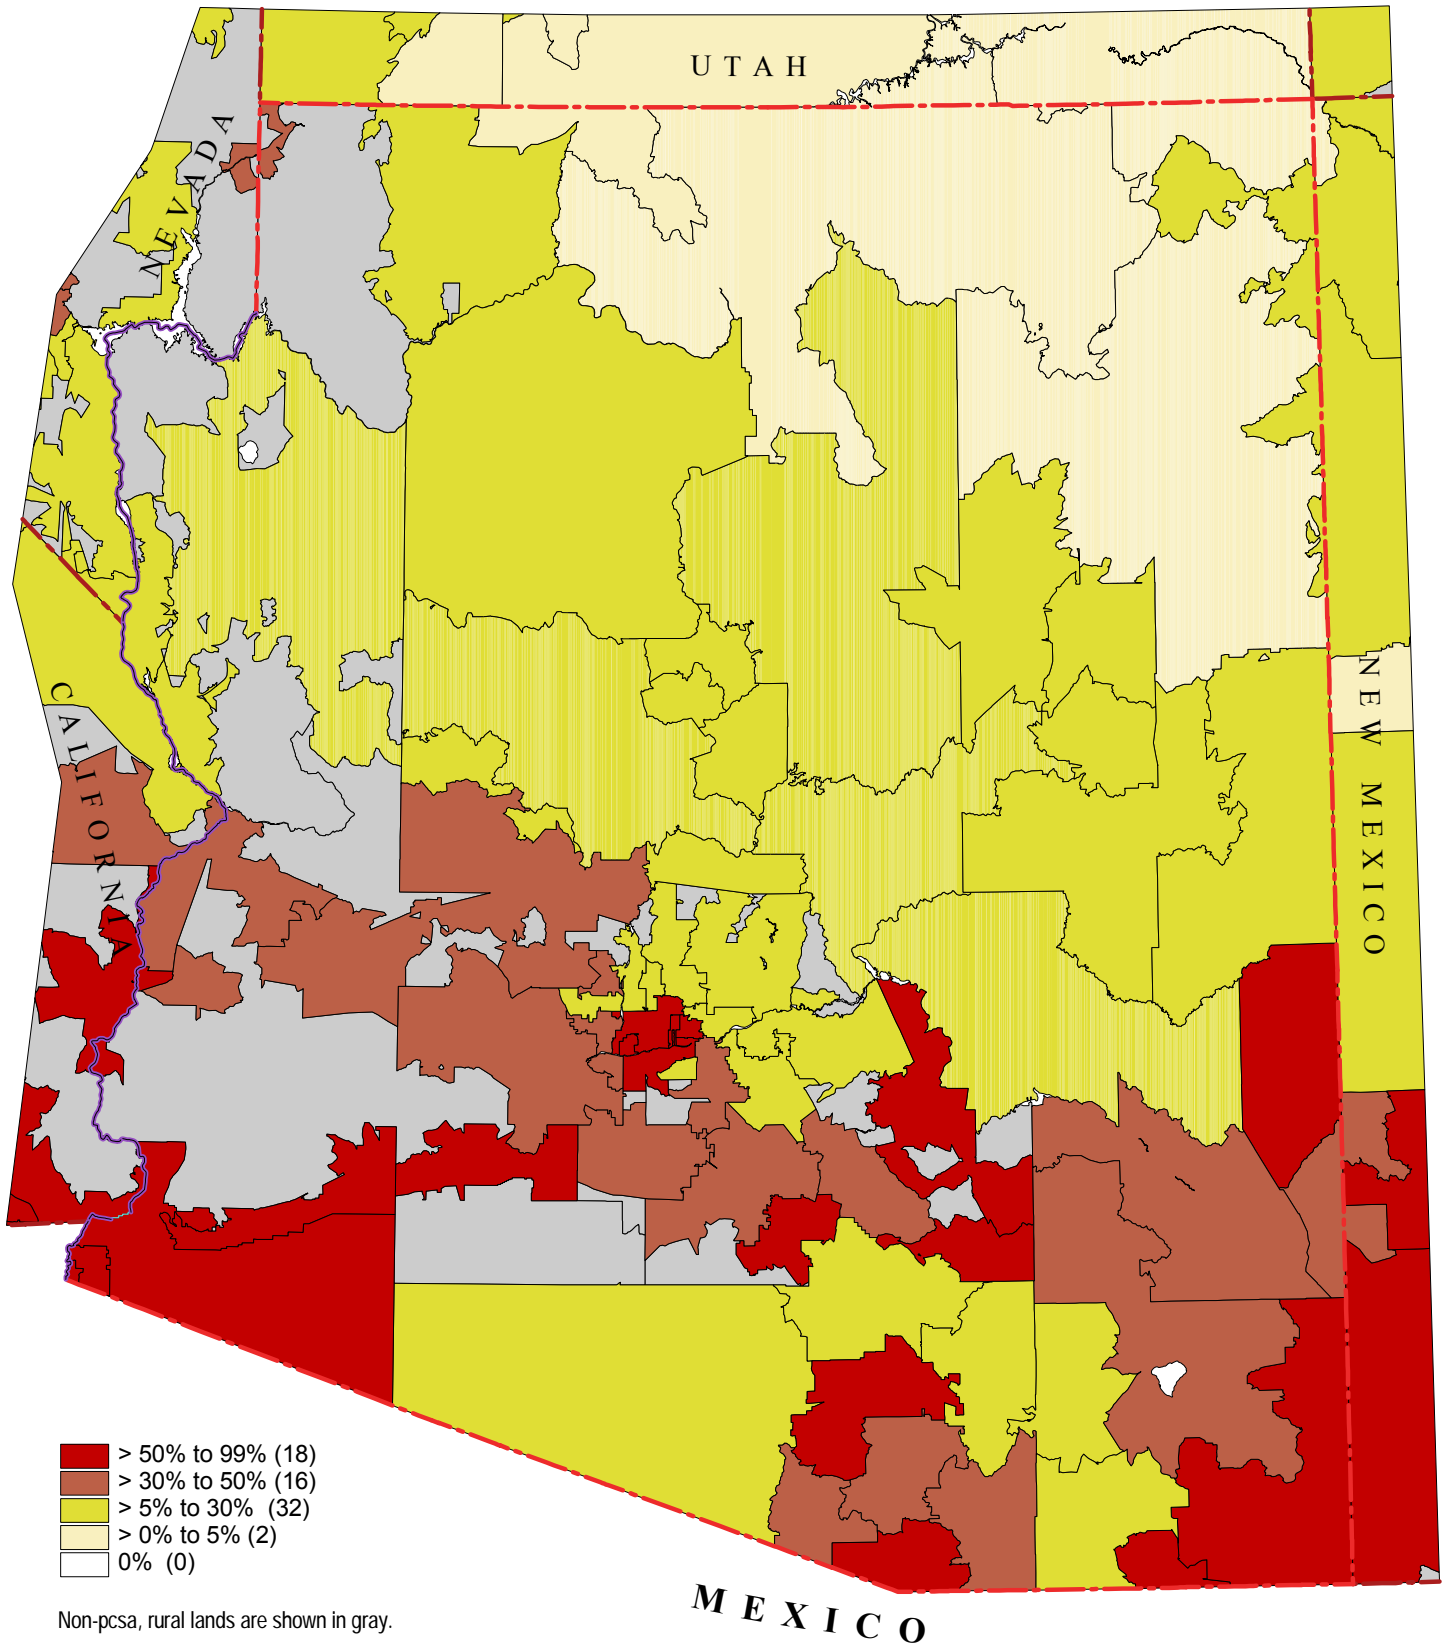 UTAH
NEVADA
CALIFORNIA
NEW MEXICO
> 50% to 99% (18)
> 30% to 50% (16)
> 5% to 30% (32)
> 0% to 5% (2)
0% (0)
Non-pcsa, rural lands are shown in gray.
MEXICO